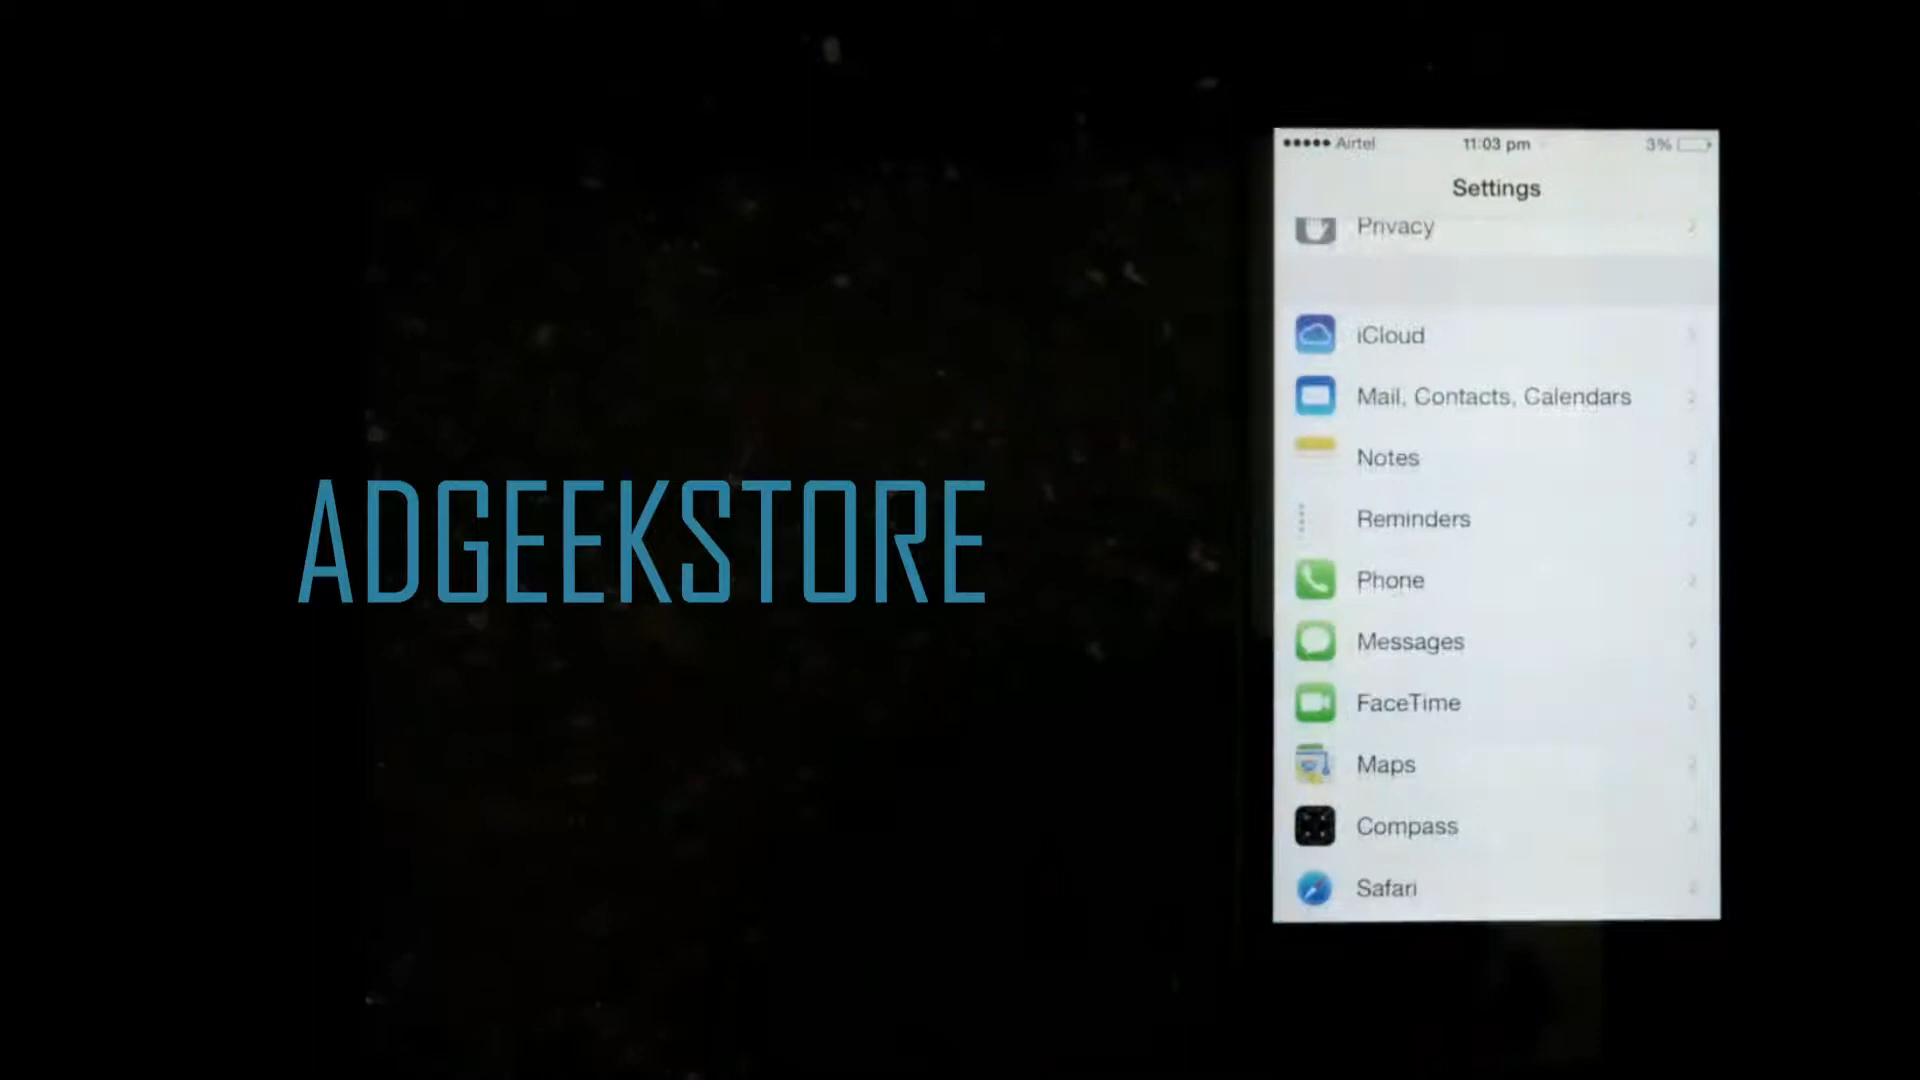 ADGEEKSTORE
Airtel 11:03 pm 3%
Settings
Privacy
iCloud
Mail, Contacts, Calendars
Notes
Reminders
Phone
Messages
FaceTime
Maps
Compass
Safari